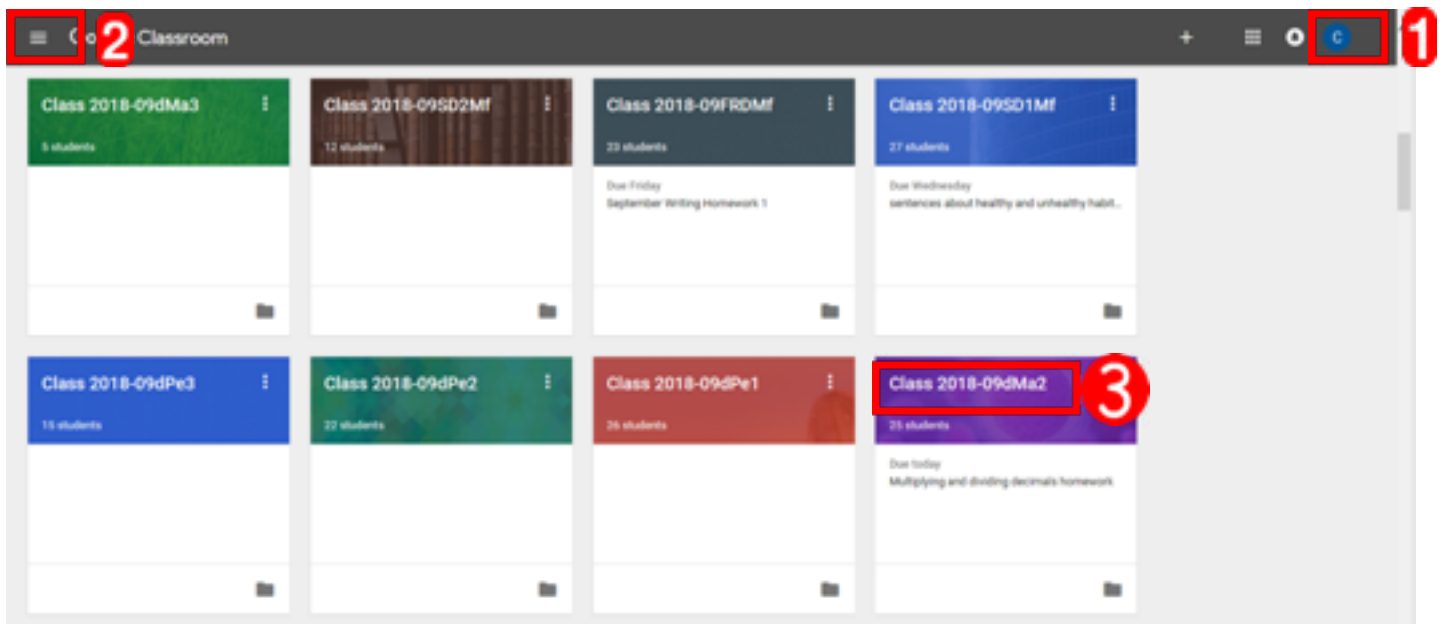 2 Classroom + C 1
Class 2018-09dMa3
5 students
Class 2018-09SD2Mf
12 students
Class 2018-09FRDMf
23 students
Due Friday
September Writing Homework 1
Class 2018-09SD1Mf
27 students
Due Wednesday
sentences about healthy and unhealthy habit...
Class 2018-09dPe3
15 students
Class 2018-09dPe2
22 students
Class 2018-09dPe1
26 students
Class 2018-09dMa2 3
25 students
Due today
Multiplying and dividing decimals homework